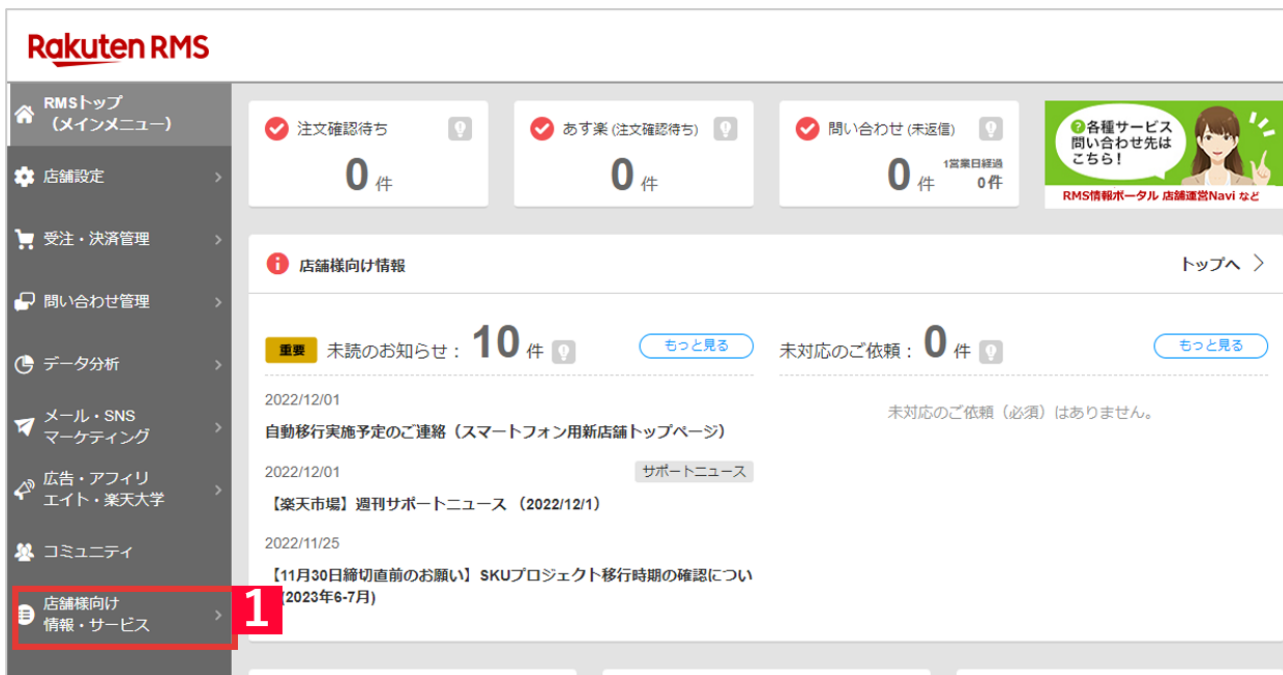 Rakuten RMS
RMSトップ
(メインメニュー)
店舗設定
受注・決済管理
問い合わせ管理
データ分析
メール・SNS
マーケティング
広告・アフィリ
エイト・楽天大学
コミュニティ
店舗様向け
情報・サービス
1
注文確認待ち
0 件
あす楽 (注文確認待ち)
0 件
問い合わせ (未返信)
0 件
1営業日経過
0件
各種サービス
問い合わせ先は
こちら!
RMS情報ポータル 店舗運営Navi など
店舗様向け情報
トップへ
重要 未読のお知らせ: 10 件
もっと見る
2022/12/01
自動移行実施予定のご連絡(スマートフォン用新店舗トップページ)
2022/12/01
サポートニュース
【楽天市場】週刊サポートニュース (2022/12/1)
2022/11/25
【11月30日締切直前のお願い】SKUプロジェクト移行時期の確認につい
(2023年6-7月)
未対応のご依頼: 0 件
もっと見る
未対応のご依頼(必須)はありません。